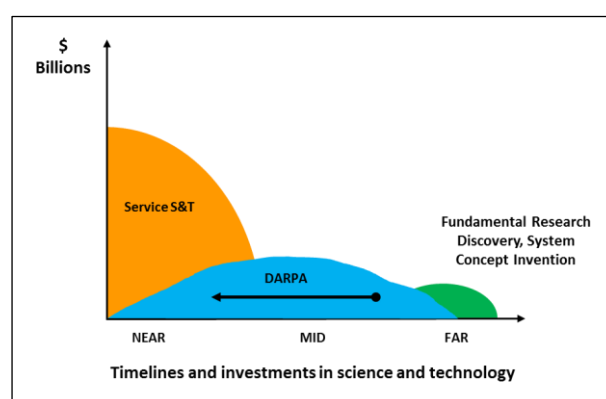 $
Billions
Service S&T
Fundamental Research
Discovery, System
Concept Invention
DARPA
NEAR
MID
FAR
Timelines and investments in science and technology